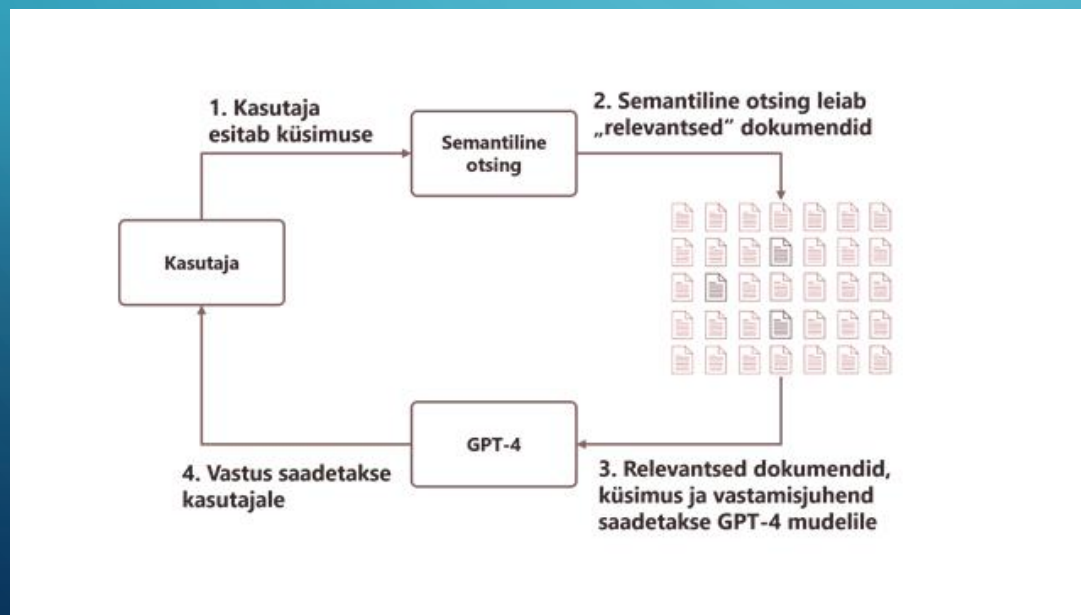 1. Kasutaja
esitab küsimuse
Semantiline
otsing
2. Semantiline otsing leiab
„relevantsed” dokumendid
Kasutaja
GPT-4
3. Relevantsed dokumendid,
küsimus ja vastamisjuhend
saadetakse GPT-4 mudelile
4. Vastus saadetakse
kasutajale